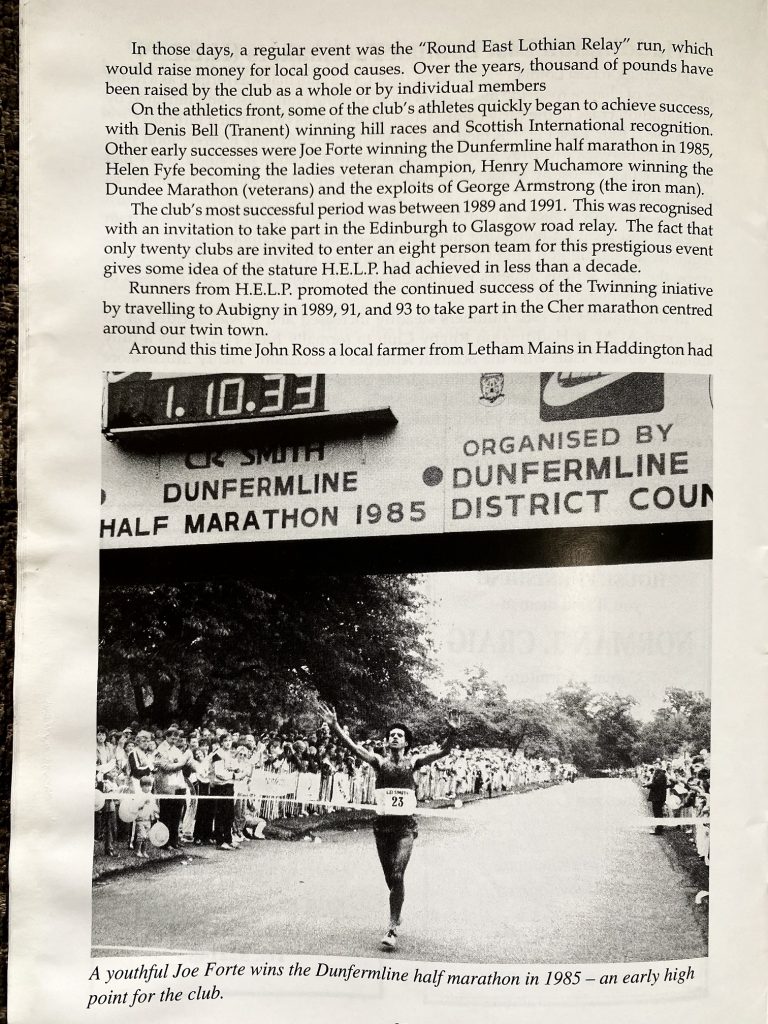 In those days, a regular event was the "Round East Lothian Relay" run, which
would raise money for local good causes. Over the years, thousand of pounds have
been raised by the club as a whole or by individual members
On the athletics front, some of the club's athletes quickly began to achieve success,
with Denis Bell (Tranent) winning hill races and Scottish International recognition.
Other early successes were Joe Forte winning the Dunfermline half marathon in 1985,
Helen Fyfe becoming the ladies veteran champion, Henry Muchamore winning the
Dundee Marathon (veterans) and the exploits of George Armstrong (the iron man).
The club's most successful period was between 1989 and 1991. This was recognised
with an invitation to take part in the Edinburgh to Glasgow road relay. The fact that
only twenty clubs are invited to enter an eight person team for this prestigious event
gives some idea of the stature H.E.L.P. had achieved in less than a decade.
Runners from H.E.L.P. promoted the continued success of the Twinning iniative
by travelling to Aubigny in 1989, 91, and 93 to take part in the Cher marathon centred
around our twin town.
Around this time John Ross a local farmer from Letham Mains in Haddington had
1.10.33
CR SMITH
DUNFERMLINE
HALF MARATHON 1985
ORGANISED BY
DUNFERMLINE
DISTRICT COUN
CR SMITH
23
A youthful Joe Forte wins the Dunfermline half marathon in 1985 – an early high
point for the club.